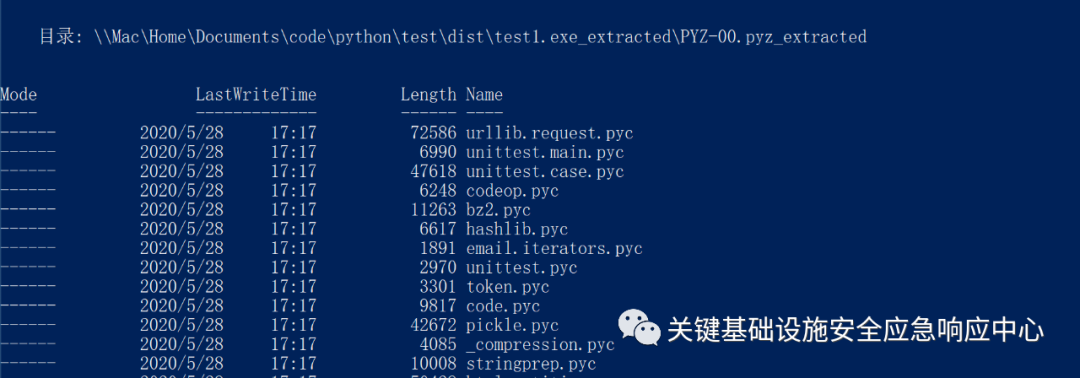 目录: \\Mac\Home\Documents\code\python\test\dist\test1.exe_extracted\PYZ-00.pyz_extracted
Mode LastWriteTime Length Name
---- ------------- ------ ----
------ 2020/5/28 17:17 72586 urllib.request.pyc
------ 2020/5/28 17:17 6990 unittest.main.pyc
------ 2020/5/28 17:17 47618 unittest.case.pyc
------ 2020/5/28 17:17 6248 codeop.pyc
------ 2020/5/28 17:17 11263 bz2.pyc
------ 2020/5/28 17:17 6617 hashlib.pyc
------ 2020/5/28 17:17 1891 email.iterators.pyc
------ 2020/5/28 17:17 2970 unittest.pyc
------ 2020/5/28 17:17 3301 token.pyc
------ 2020/5/28 17:17 9817 code.pyc
------ 2020/5/28 17:17 42672 pickle.pyc
------ 2020/5/28 17:17 4085 _compression.pyc
------ 2020/5/28 17:17 10008 stringprep.pyc
关键基础设施安全应急响应中心